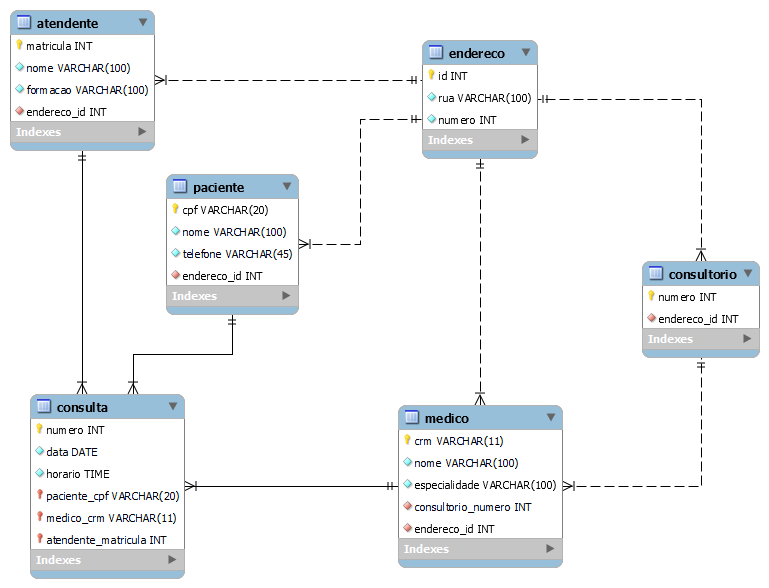 atendente
matricula INT
nome VARCHAR(100)
formacao VARCHAR(100)
endereco_id INT
Indexes
endereco
id INT
rua VARCHAR(100)
numero INT
Indexes
paciente
cpf VARCHAR(20)
nome VARCHAR(100)
telefone VARCHAR(45)
endereco_id INT
Indexes
consultorio
numero INT
endereco_id INT
Indexes
consulta
numero INT
data DATE
horario TIME
paciente_cpf VARCHAR(20)
medico_crm VARCHAR(11)
atendente_matricula INT
Indexes
medico
crm VARCHAR(11)
nome VARCHAR(100)
especialidade VARCHAR(100)
consultorio_numero INT
endereco_id INT
Indexes